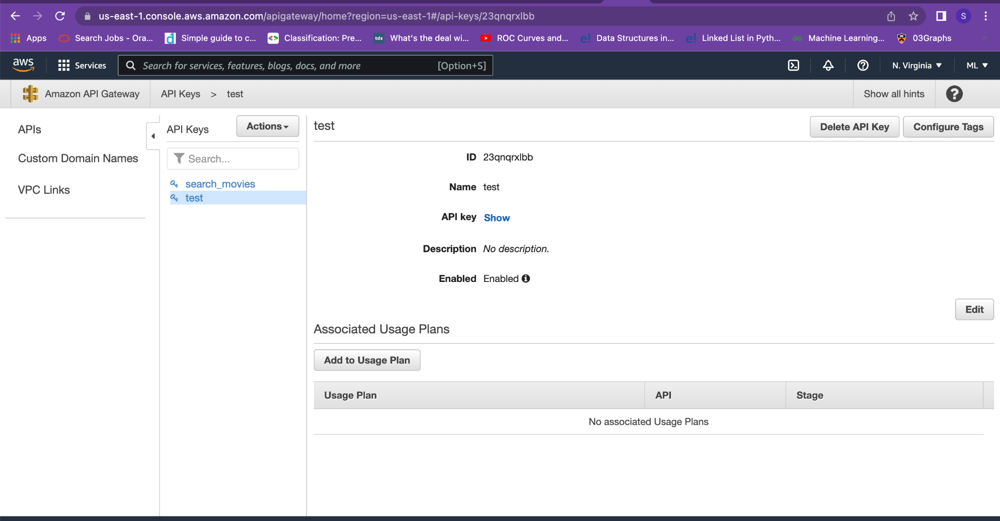 us-east-1.console.aws.amazon.com/apigateway/home?region=us-east-1#/api-keys/23qnqrxlbb
S
Apps
Search Jobs - Ora...
Simple guide to c...
Classification: Pre...
tds
What's the deal wi...
ROC Curves and...
e!
Data Structures in...
e!
Linked List in Pyth...
Machine Learning...
03Graphs
aws
Services
Search for services, features, blogs, docs, and more
[Option+S]
N. Virginia
ML
Amazon API Gateway
API Keys > test
Show all hints
APIs
Custom Domain Names
VPC Links
API Keys
Actions
Search...
search_movies
test
test
Delete API Key
Configure Tags
ID 23qnqrxlbb
Name test
API key Show
Description No description.
Enabled Enabled
Edit
Associated Usage Plans
Add to Usage Plan
Usage Plan
API
Stage
No associated Usage Plans